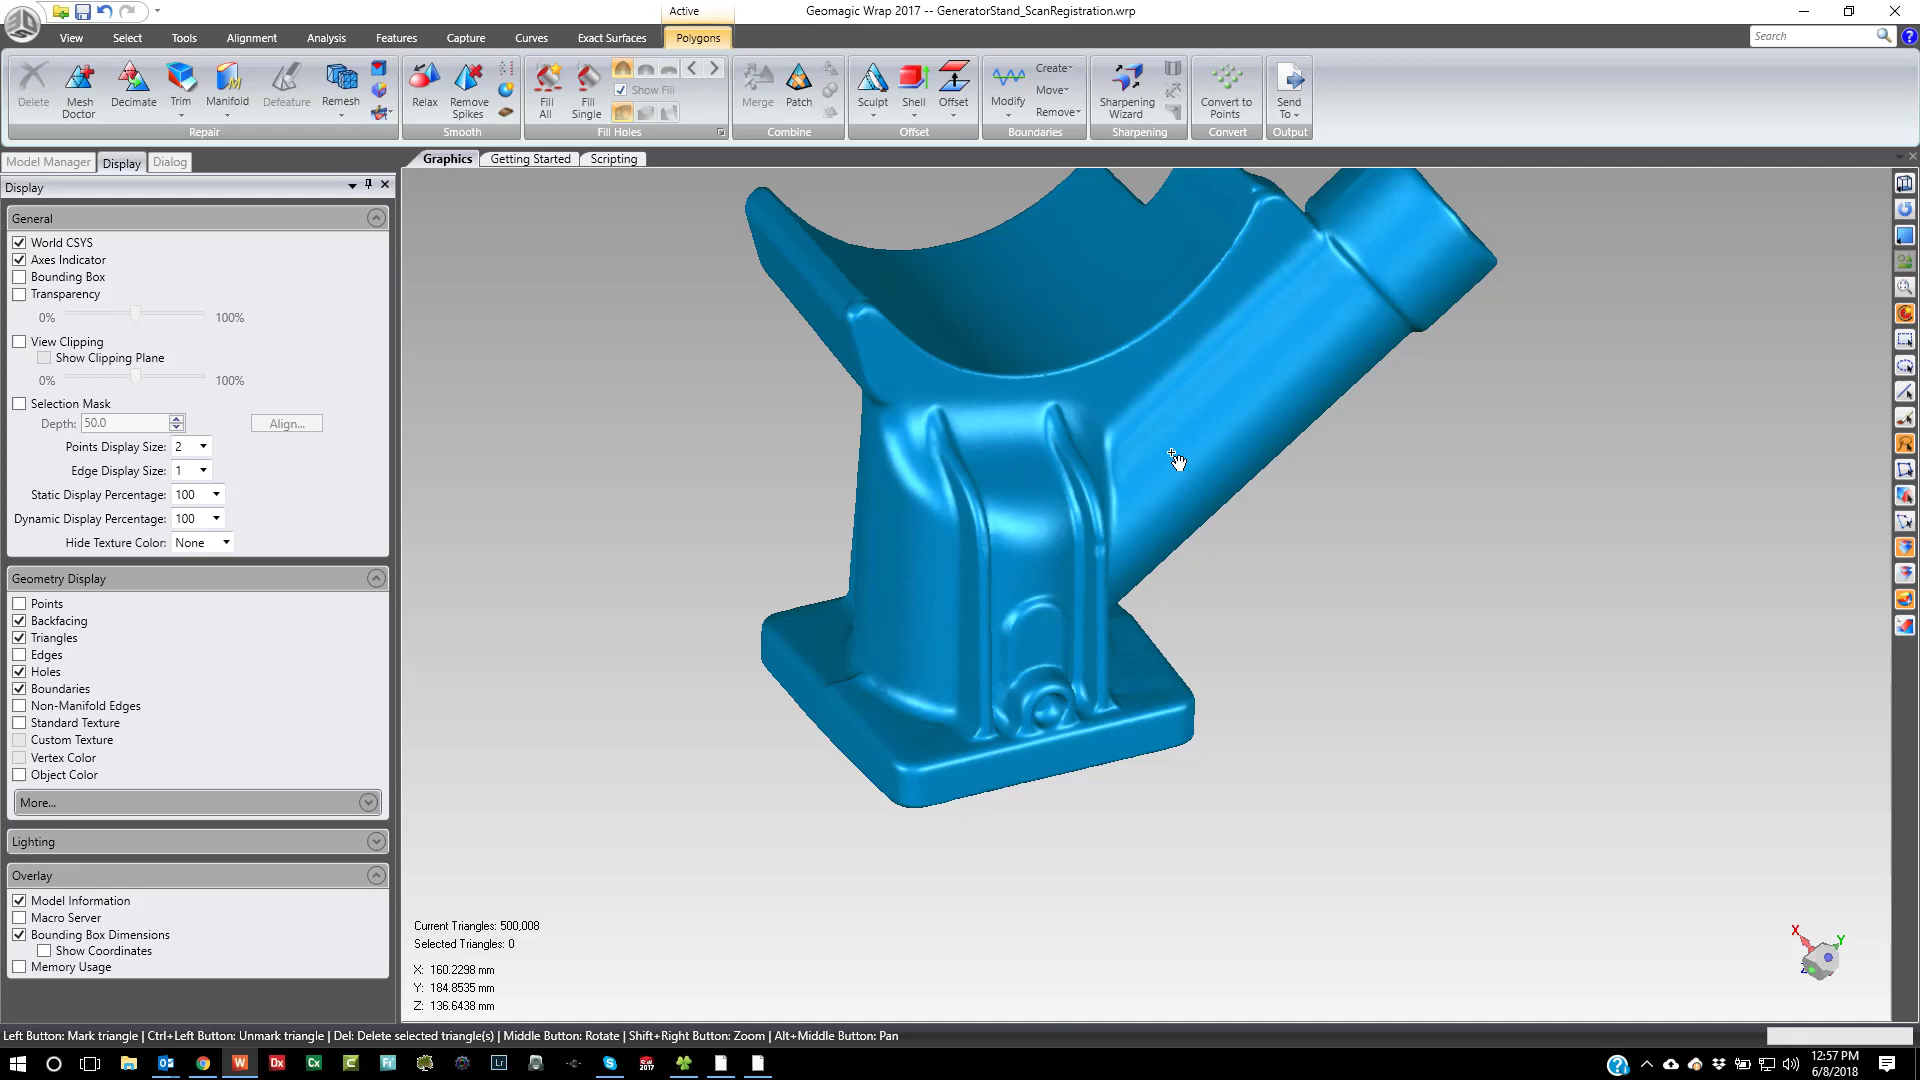 Active
Geomagic Wrap 2017 -- GeneratorStand_ScanRegistration.wrp
View Select Tools Alignment Analysis Features Capture Curves Exact Surfaces Polygons
Search
Delete
Mesh Doctor
Decimate
Trim
Manifold
Defeature
Remesh
Repair
Relax
Remove Spikes
Smooth
Fill All
Fill Single
Show Fill
Fill Holes
Merge
Patch
Combine
Sculpt
Shell
Offset
Offset
Modify
Create
Move
Remove
Boundaries
Sharpening Wizard
Sharpening
Convert to Points
Convert
Send To
Output
Model Manager Display Dialog
Graphics Getting Started Scripting
Display
General
World CSYS
Axes Indicator
Bounding Box
Transparency
0% 100%
View Clipping
Show Clipping Plane
0% 100%
Selection Mask
Depth: 50.0 Align...
Points Display Size: 2
Edge Display Size: 1
Static Display Percentage: 100
Dynamic Display Percentage: 100
Hide Texture Color: None
Geometry Display
Points
Backfacing
Triangles
Edges
Holes
Boundaries
Non-Manifold Edges
Standard Texture
Custom Texture
Vertex Color
Object Color
More...
Lighting
Overlay
Model Information
Macro Server
Bounding Box Dimensions
Show Coordinates
Memory Usage
Current Triangles: 500,008
Selected Triangles: 0
X: 160.2298 mm
Y: 184.8535 mm
Z: 136.6438 mm
X Y
Z
Left Button: Mark triangle | Ctrl+Left Button: Unmark triangle | Del: Delete selected triangle(s) | Middle Button: Rotate | Shift+Right Button: Zoom | Alt+Middle Button: Pan
12:57 PM
6/8/2018